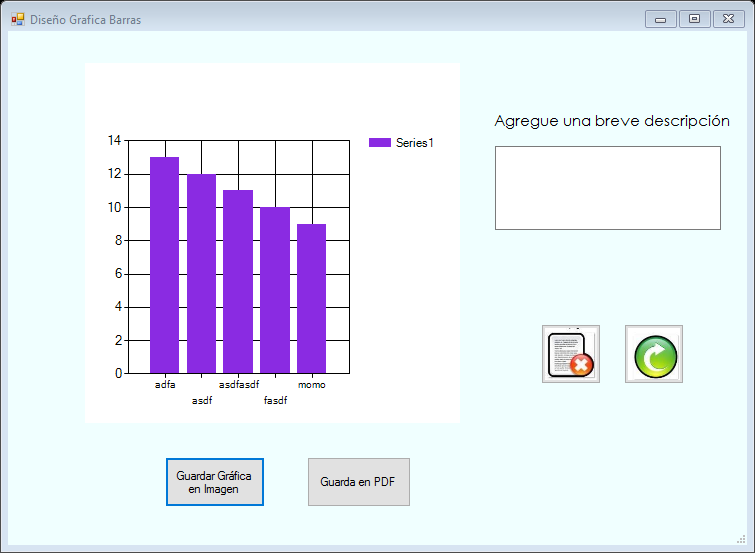 Diseño Grafica Barras
Agregue una breve descripción
Series1
14
12
10
8
6
4
2
0
adfa
asdf
asdfasdf
fasdf
momo
Guardar Gráfica
en Imagen
Guarda en PDF